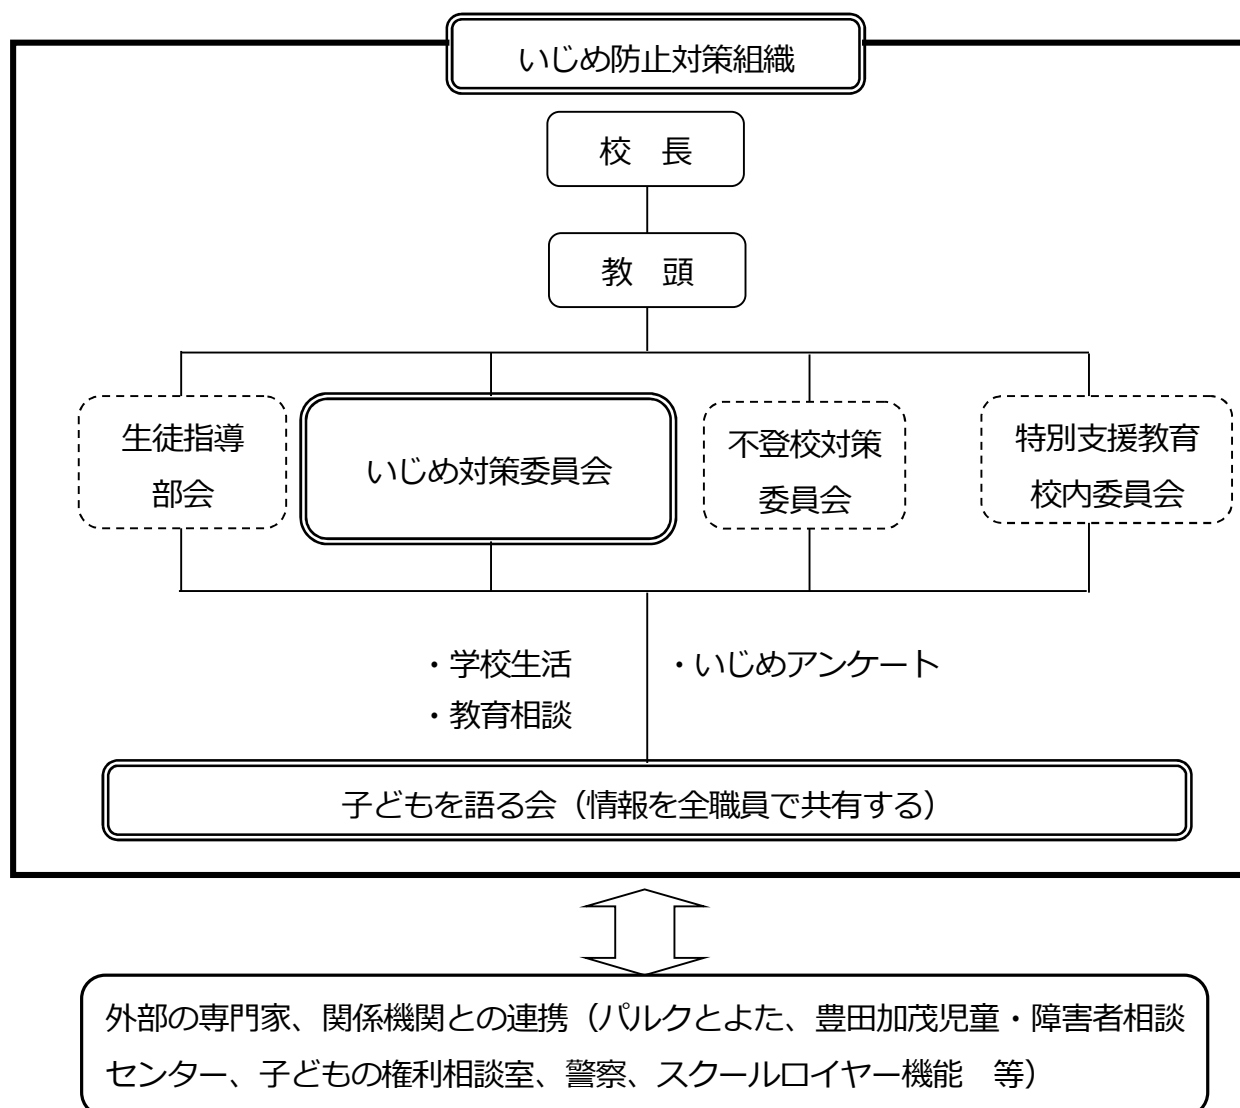 いじめ防止対策組織
校　長
教　頭
生徒指導
部会
いじめ対策委員会
不登校対策
委員会
特別支援教育
校内委員会
・学校生活
・教育相談
・いじめアンケート
子どもを語る会（情報を全職員で共有する）
外部の専門家、関係機関との連携（パルクとよた、豊田加茂児童・障害者相談
センター、子どもの権利相談室、警察、スクールロイヤー機能　等）